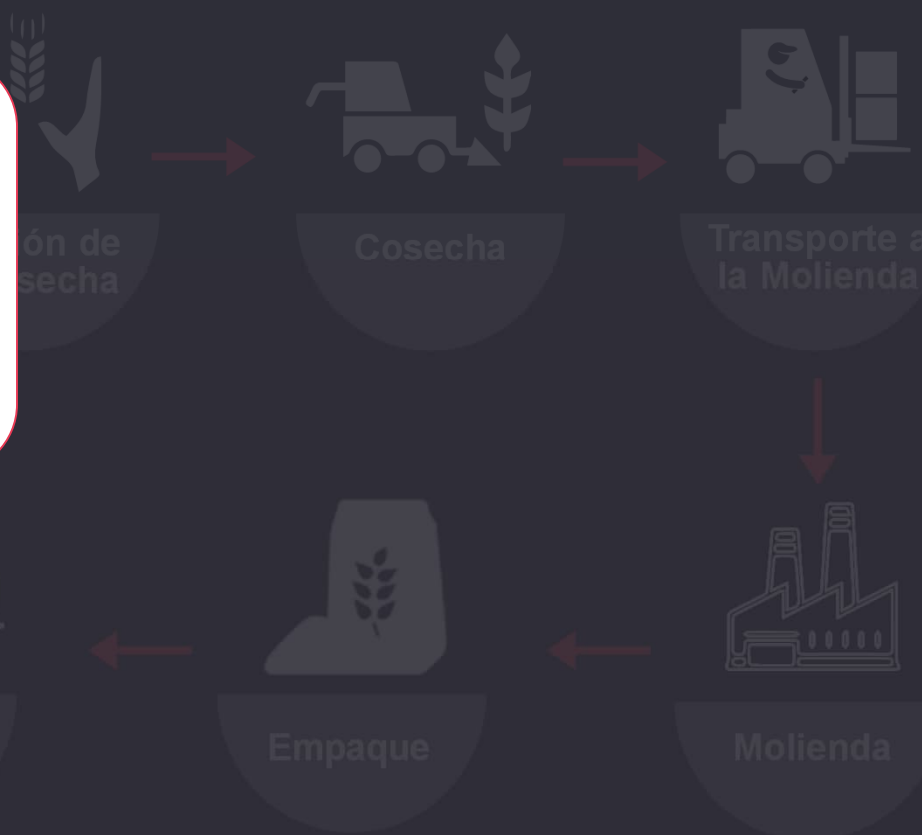 ón de
secha
Cosecha
Transporte a
la Molienda
Empaque
Molienda